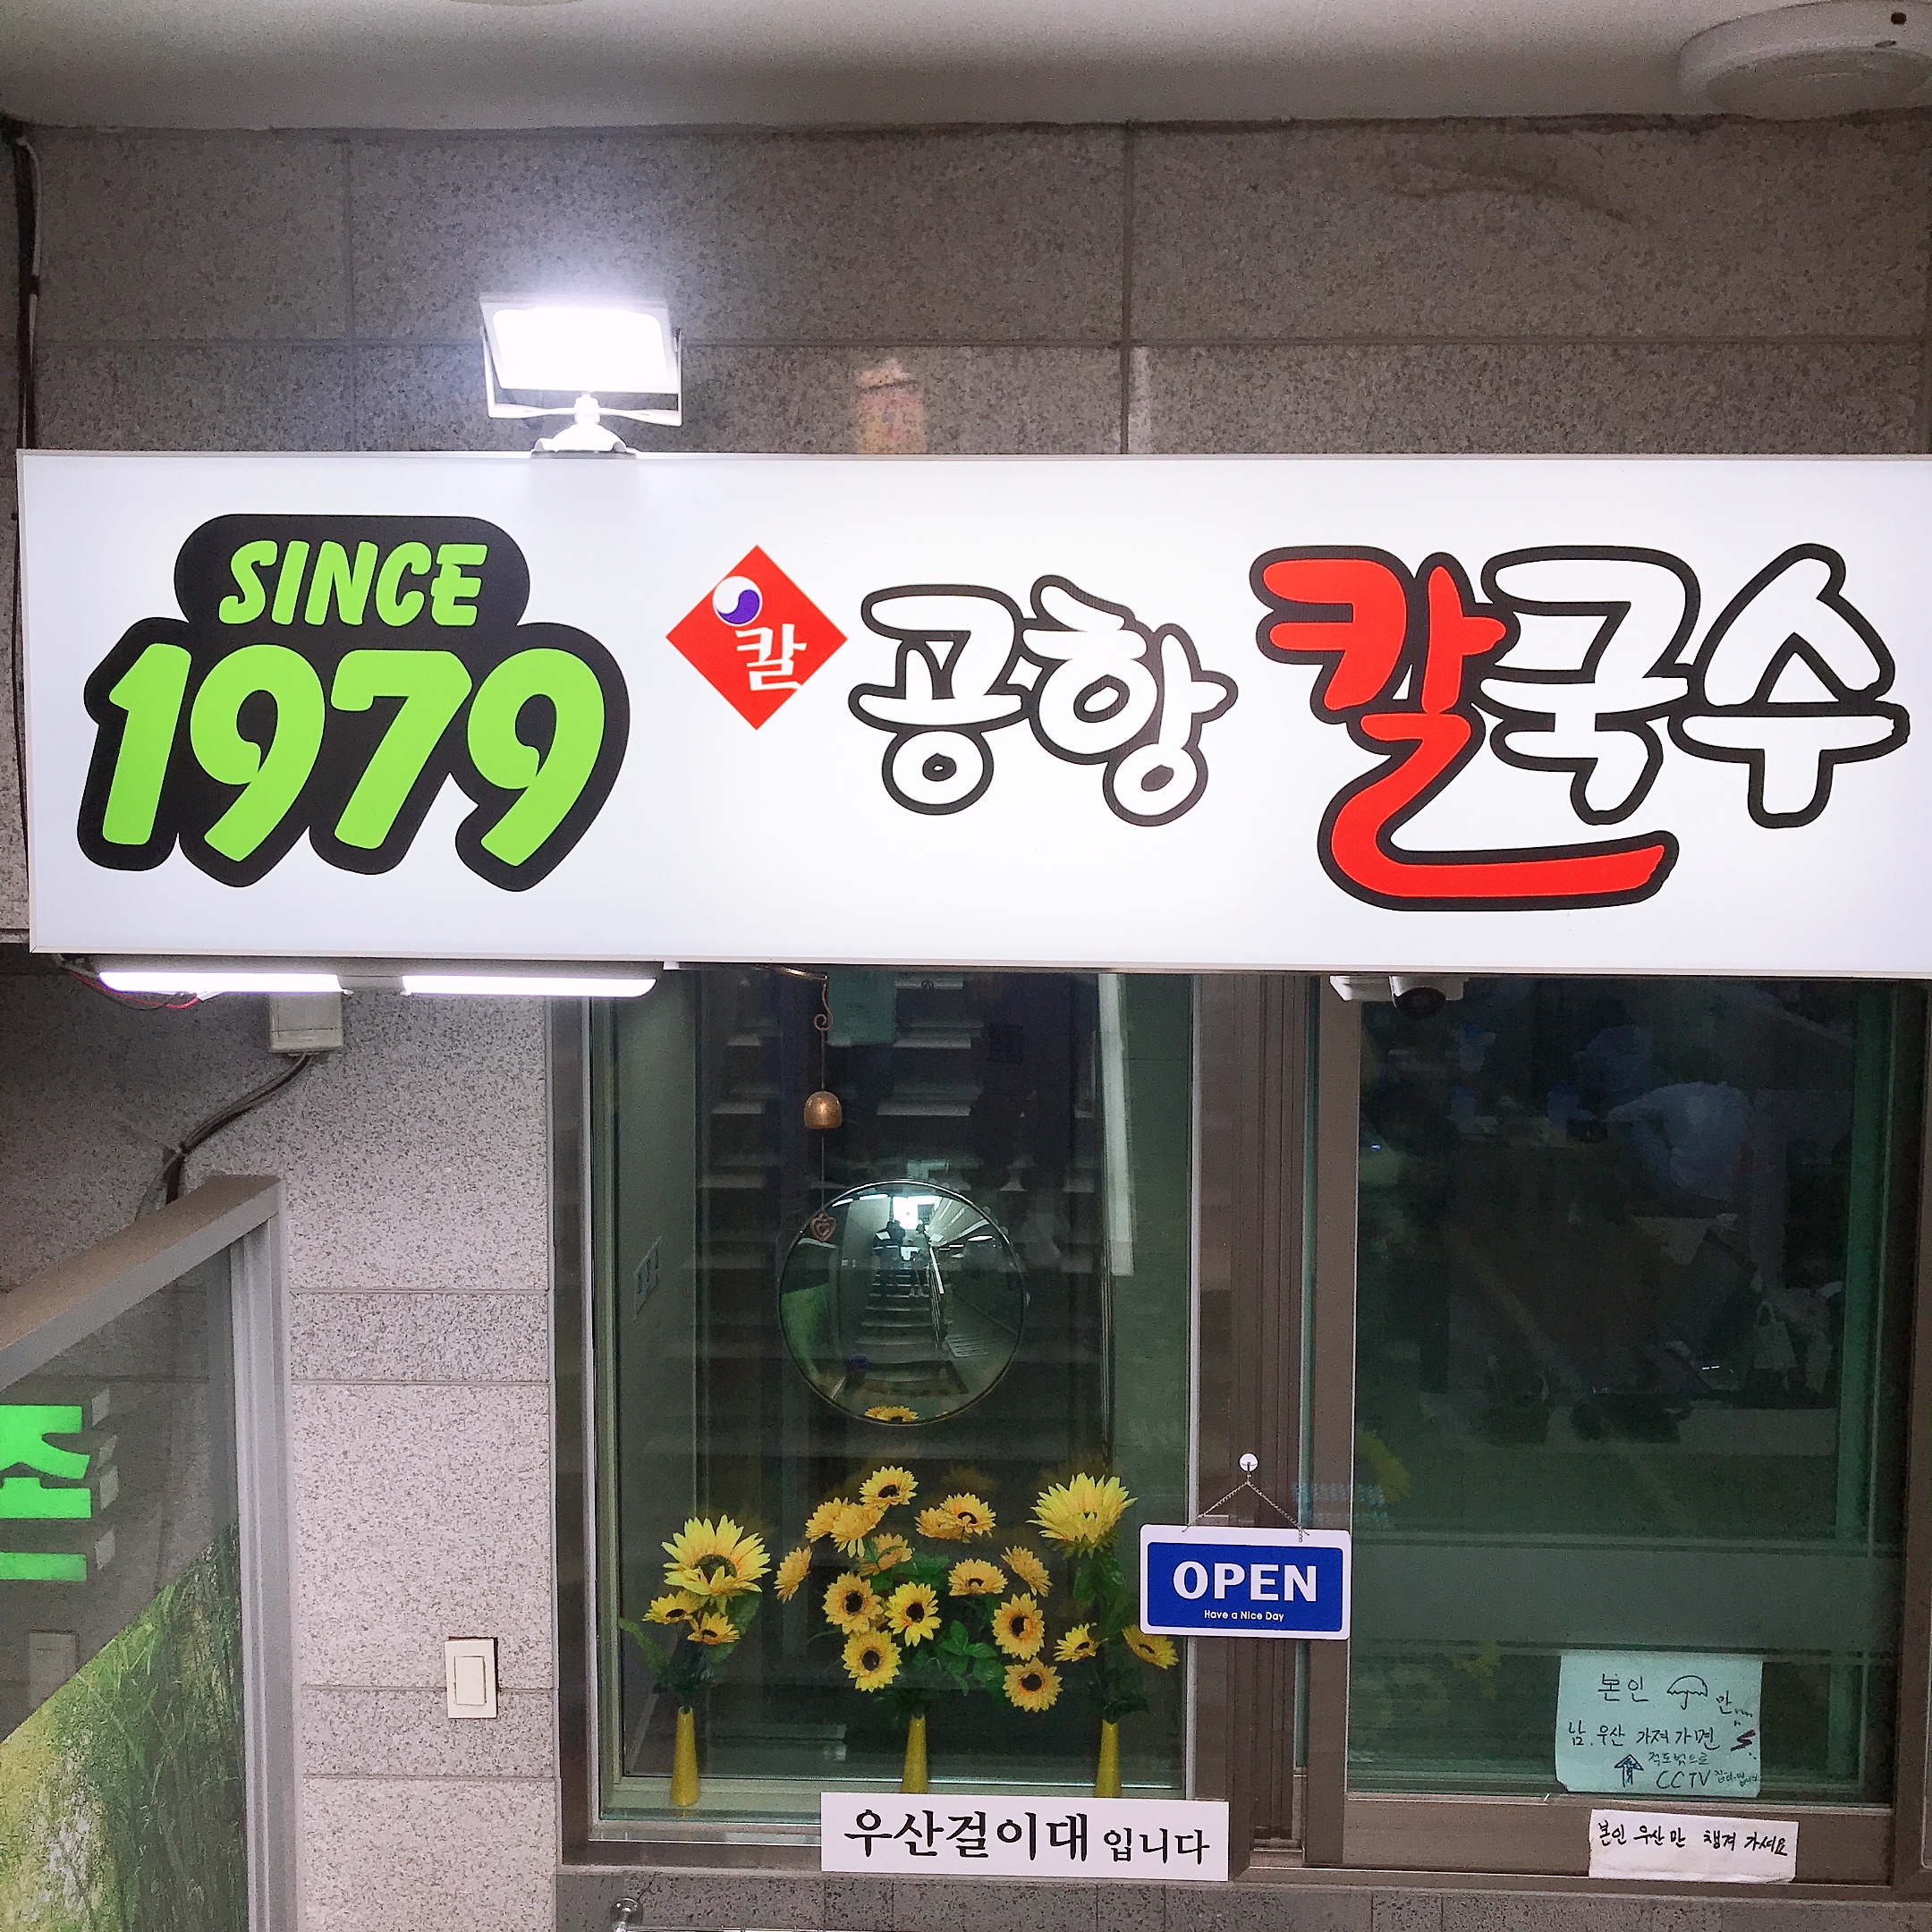 SINCE
1979
칼
공항 칼국수
OPEN
Have a Nice Day
본인 만
남.우산 가져가면
CCTV
우산걸이대 입니다
본인 우산만 챙겨 가세요